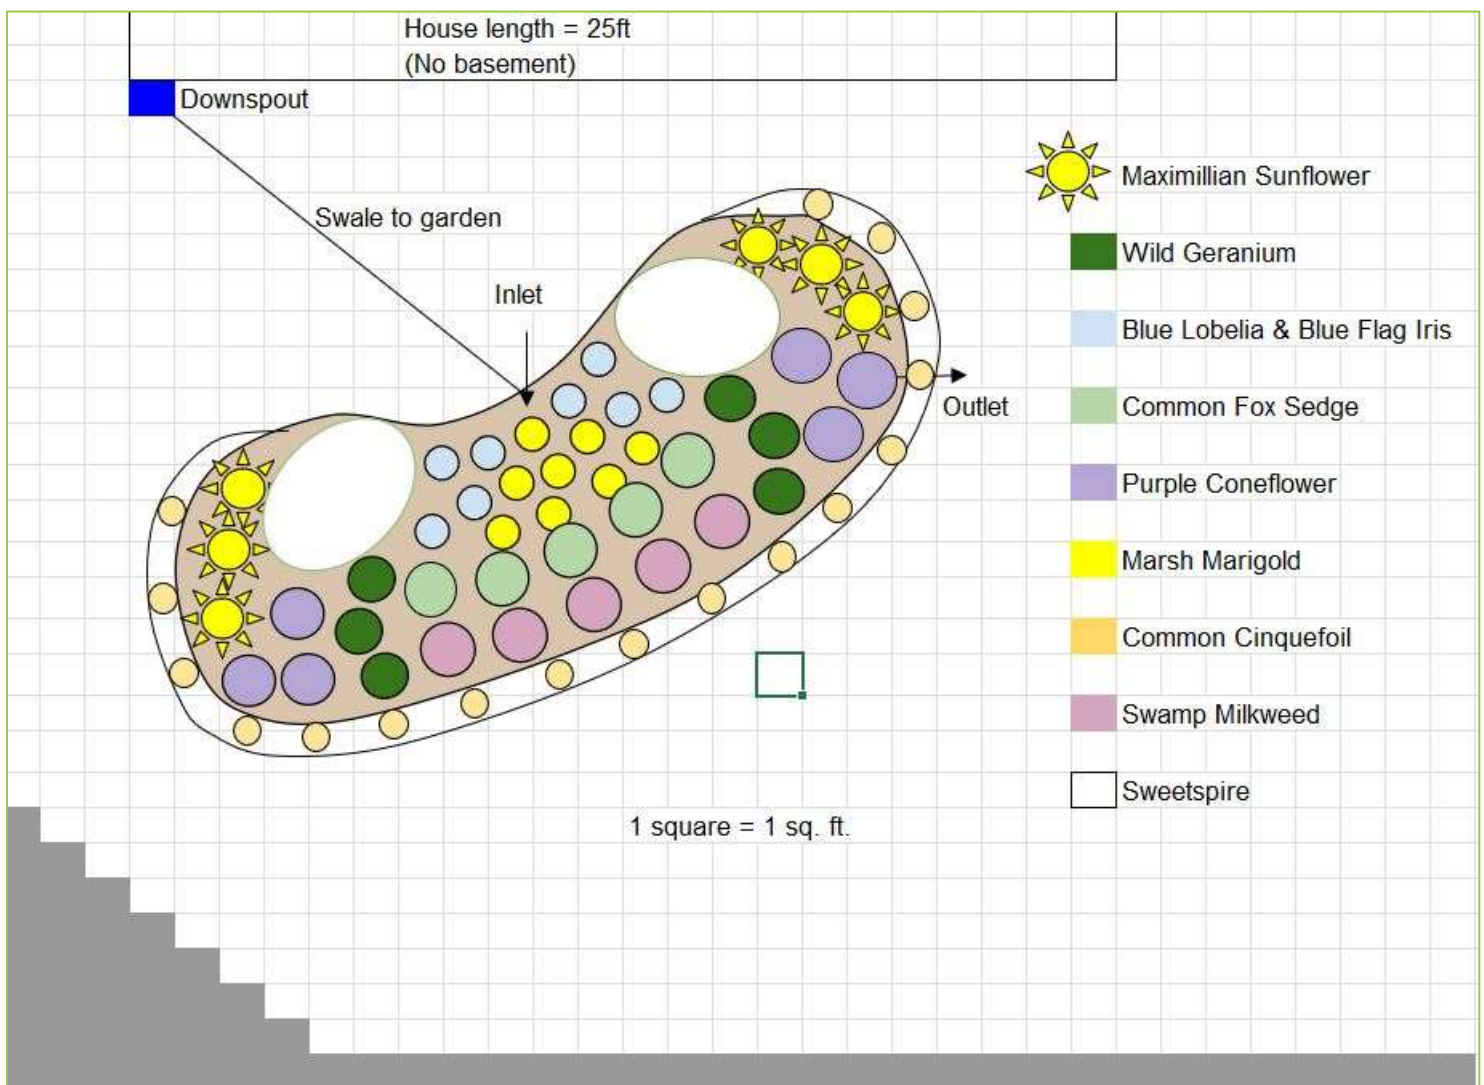 House length = 25ft
(No basement)
Downspout
Swale to garden
Inlet
Outlet
Maximillian Sunflower
Wild Geranium
Blue Lobelia & Blue Flag Iris
Common Fox Sedge
Purple Coneflower
Marsh Marigold
Common Cinquefoil
Swamp Milkweed
Sweetspire
1 square = 1 sq. ft.